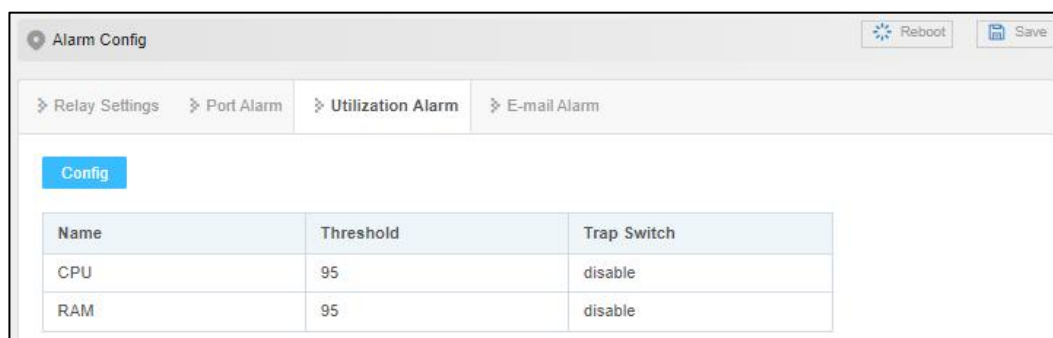 Alarm Config Reboot Save
Relay Settings Port Alarm Utilization Alarm E-mail Alarm
Config
Name Threshold Trap Switch
CPU 95 disable
RAM 95 disable